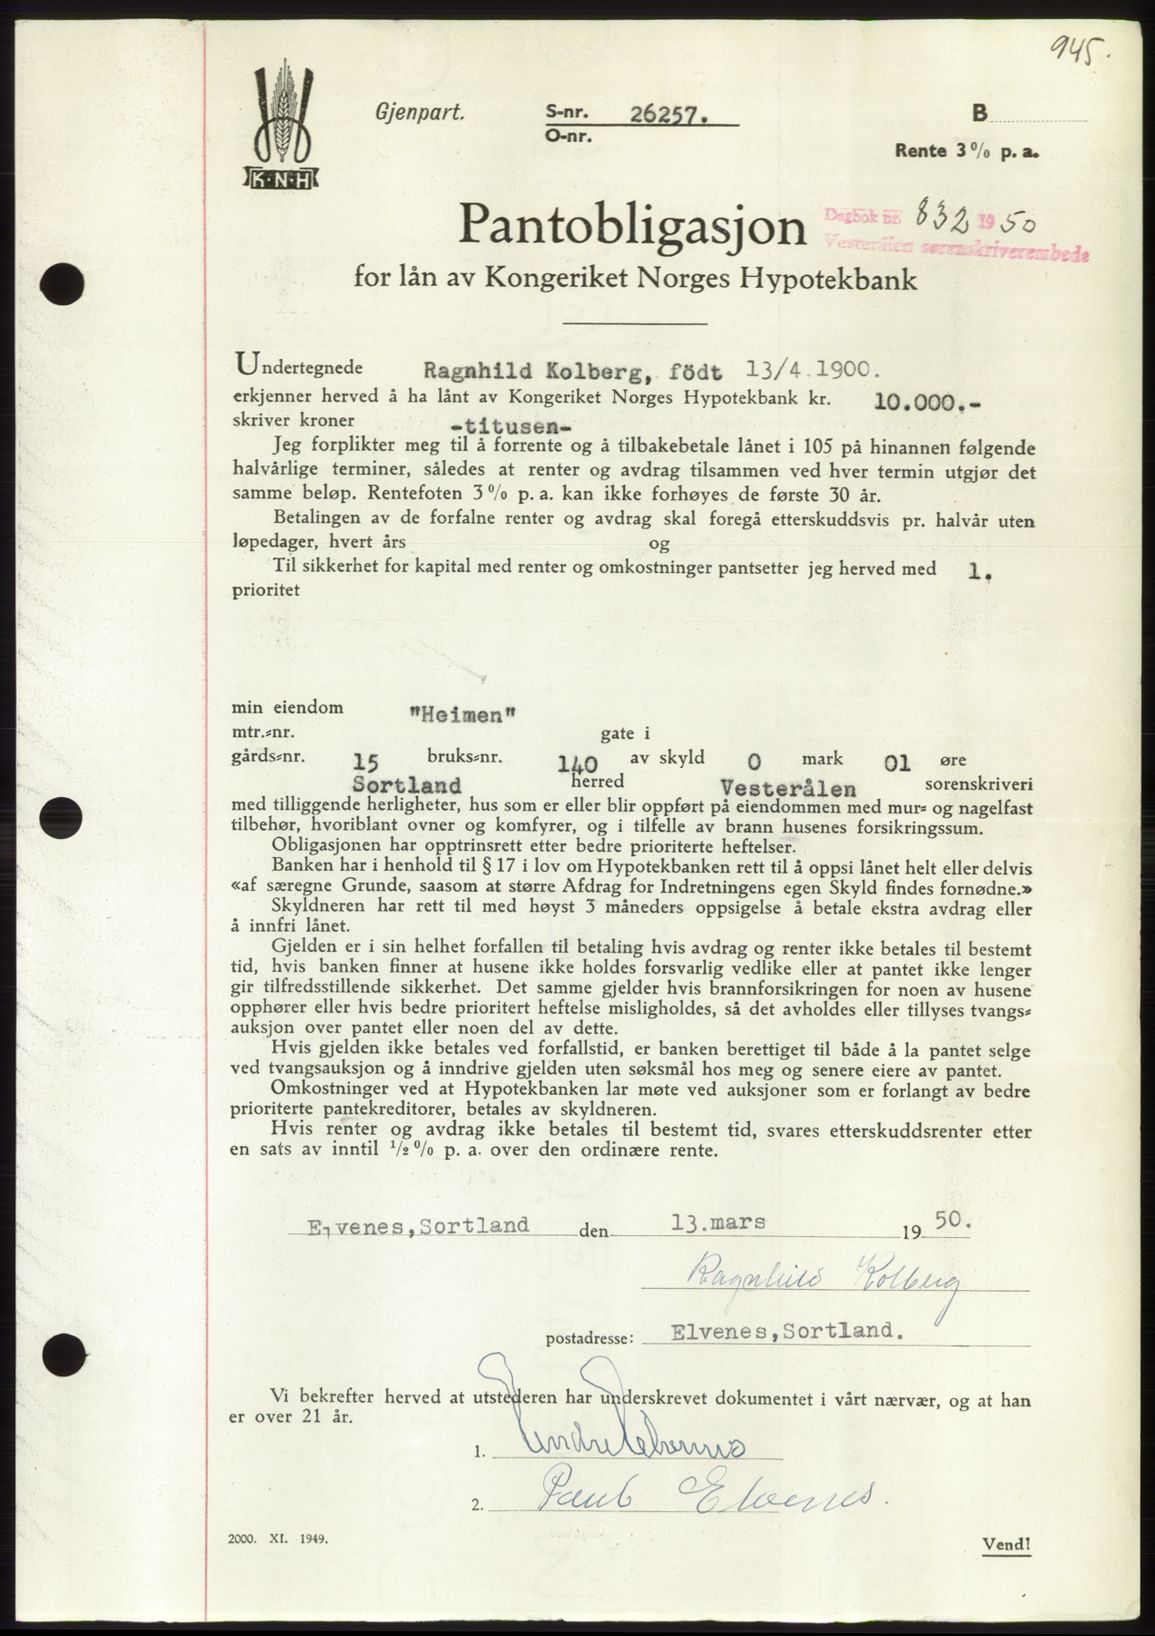 945.
Gjenpart.
S-nr. 26257.
O-nr.
B
Rente 3 % p. a.
K·N·H
Pantobligasjon
Dagbok nr. 832 1950
Vesterålen sorenskriverembede
for lån av Kongeriket Norges Hypotekbank
Undertegnede Ragnhild Kolberg, födt 13/4 1900.
erkjenner herved å ha lånt av Kongeriket Norges Hypotekbank kr. 10.000.-
skriver kroner -titusen-
Jeg forplikter meg til å forrente og å tilbakebetale lånet i 105 på hinannen følgende
halvårlige terminer, således at renter og avdrag tilsammen ved hver termin utgjør det
samme beløp. Rentefoten 3 % p. a. kan ikke forhøyes de første 30 år.
Betalingen av de forfalne renter og avdrag skal foregå etterskuddsvis pr. halvår uten
løpedager, hvert års og
Til sikkerhet for kapital med renter og omkostninger pantsetter jeg herved med 1.
prioritet
min eiendom "Heimen"
mtr.-nr. gate i
gårds-nr. 15 bruks-nr. 140 av skyld 0 mark 01 øre
Sortland herred Vesterålen sorenskriveri
med tilliggende herligheter, hus som er eller blir oppført på eiendommen med mur- og nagelfast
tilbehør, hvoriblant ovner og komfyrer, og i tilfelle av brann husenes forsikringssum.
Obligasjonen har opptrinsrett etter bedre prioriterte heftelser.
Banken har i henhold til § 17 i lov om Hypotekbanken rett til å oppsi lånet helt eller delvis
«af særegne Grunde, saasom at større Afdrag for Indretningens egen Skyld findes fornødne.»
Skyldneren har rett til med høyst 3 måneders oppsigelse å betale ekstra avdrag eller
å innfri lånet.
Gjelden er i sin helhet forfallen til betaling hvis avdrag og renter ikke betales til bestemt
tid, hvis banken finner at husene ikke holdes forsvarlig vedlike eller at pantet ikke lenger
gir tilfredsstillende sikkerhet. Det samme gjelder hvis brannforsikringen for noen av husene
opphører eller hvis bedre prioritert heftelse misligholdes, så det avholdes eller tillyses tvangs-
auksjon over pantet eller noen del av dette.
Hvis gjelden ikke betales ved forfallstid, er banken berettiget til både å la pantet selge
ved tvangsauksjon og å inndrive gjelden uten søksmål hos meg og senere eiere av pantet.
Omkostninger ved at Hypotekbanken lar møte ved auksjoner som er forlangt av bedre
prioriterte pantekreditorer, betales av skyldneren.
Hvis renter og avdrag ikke betales til bestemt tid, svares etterskuddsrenter etter
en sats av inntil 1/2 % p. a. over den ordinære rente.
Elvenes, Sortland den 13. mars 1950.
Ragnhild Kolberg
postadresse: Elvenes, Sortland.
Vi bekrefter herved at utstederen har underskrevet dokumentet i vårt nærvær, og at han
er over 21 år.
1.
2. Paul Elvenes.
2000. XI. 1949.
Vend!